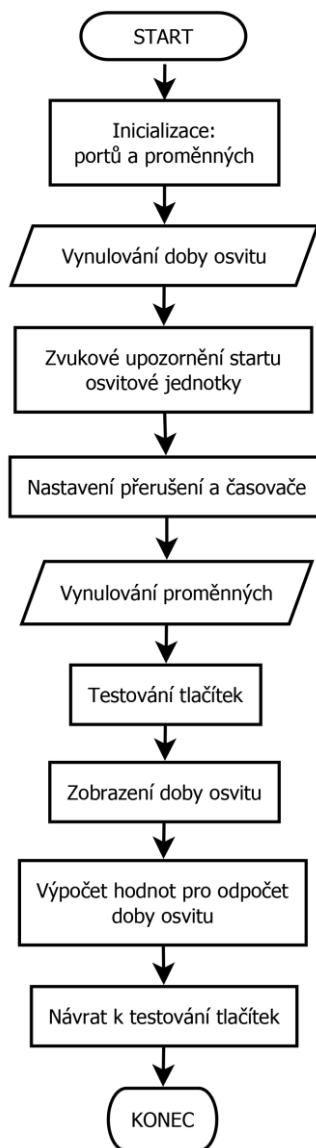 START
Inicializace:
portů a proměnných
Vynulování doby osvitu
Zvukové upozornění startu
osvitové jednotky
Nastavení přerušení a časovače
Vynulování proměnných
Testování tlačítek
Zobrazení doby osvitu
Výpočet hodnot pro odpočet
doby osvitu
Návrat k testování tlačítek
KONEC